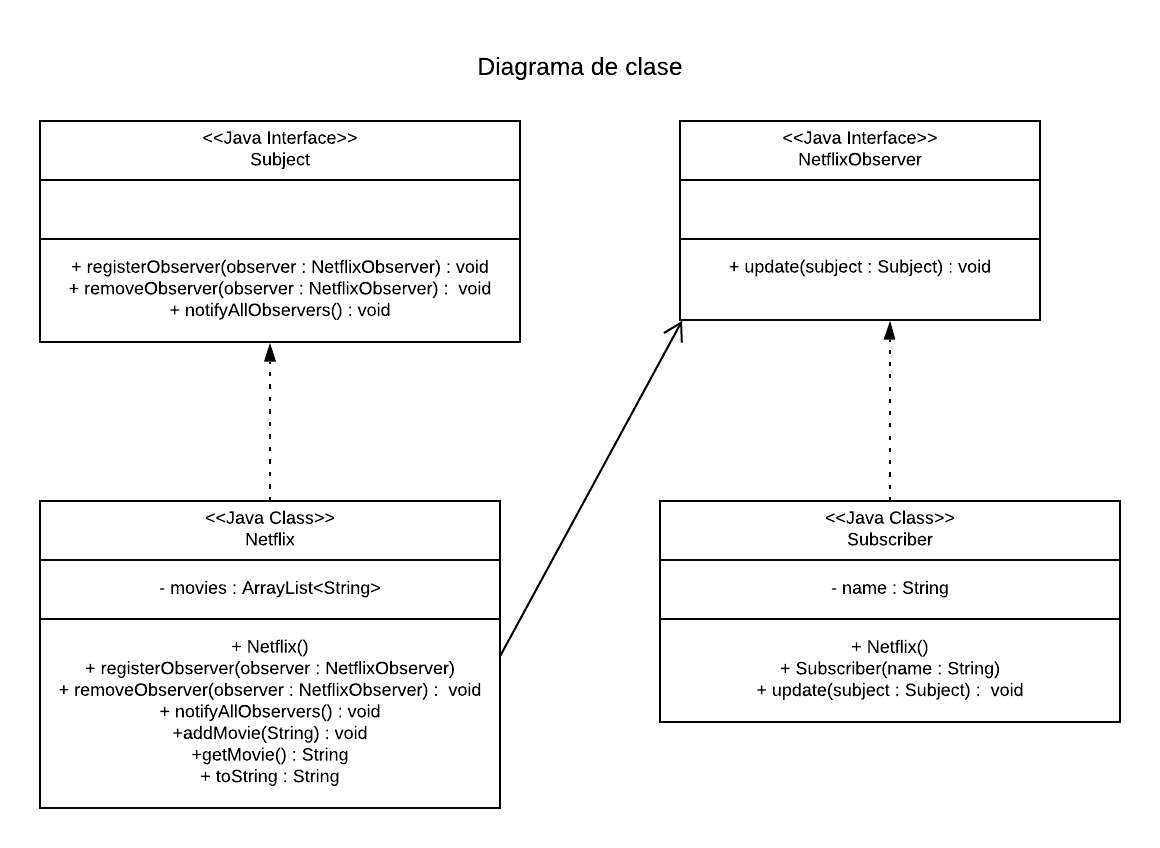 Diagrama de clase
<<Java Interface>>
Subject
+ registerObserver(observer : NetflixObserver) : void
+ removeObserver(observer : NetflixObserver) :  void
+ notifyAllObservers() : void
<<Java Interface>>
NetflixObserver
+ update(subject : Subject) : void
<<Java Class>>
Netflix
- movies : ArrayList<String>
+ Netflix()
+ registerObserver(observer : NetflixObserver)
+ removeObserver(observer : NetflixObserver) :  void
+ notifyAllObservers() : void
+addMovie(String) : void
+getMovie() : String
+ toString : String
<<Java Class>>
Subscriber
- name : String
+ Netflix()
+ Subscriber(name : String)
+ update(subject : Subject) :  void